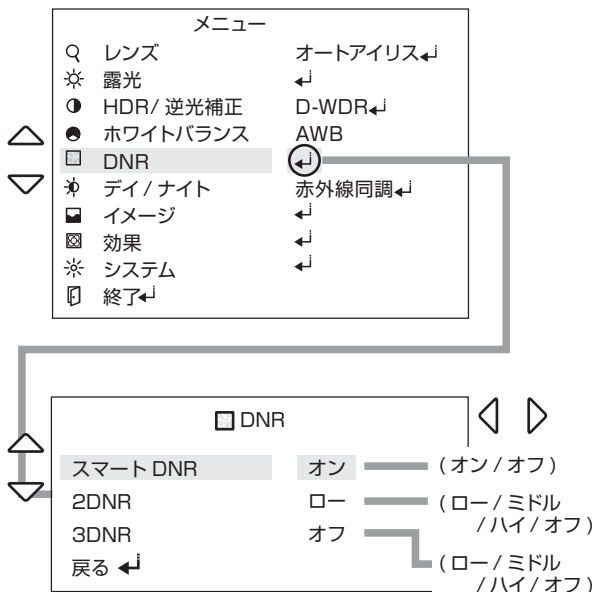 メニュー
レンズ オートアイリス↲
露光 ↲
HDR/ 逆光補正 D-WDR↲
ホワイトバランス AWB
DNR ↲
デイ / ナイト 赤外線同調↲
イメージ ↲
効果 ↲
システム ↲
終了↲
DNR
スマート DNR オン ( オン / オフ )
2DNR ロー ( ロー / ミドル
/ ハイ / オフ )
3DNR オフ
戻る ↲ ( ロー / ミドル
/ ハイ / オフ )